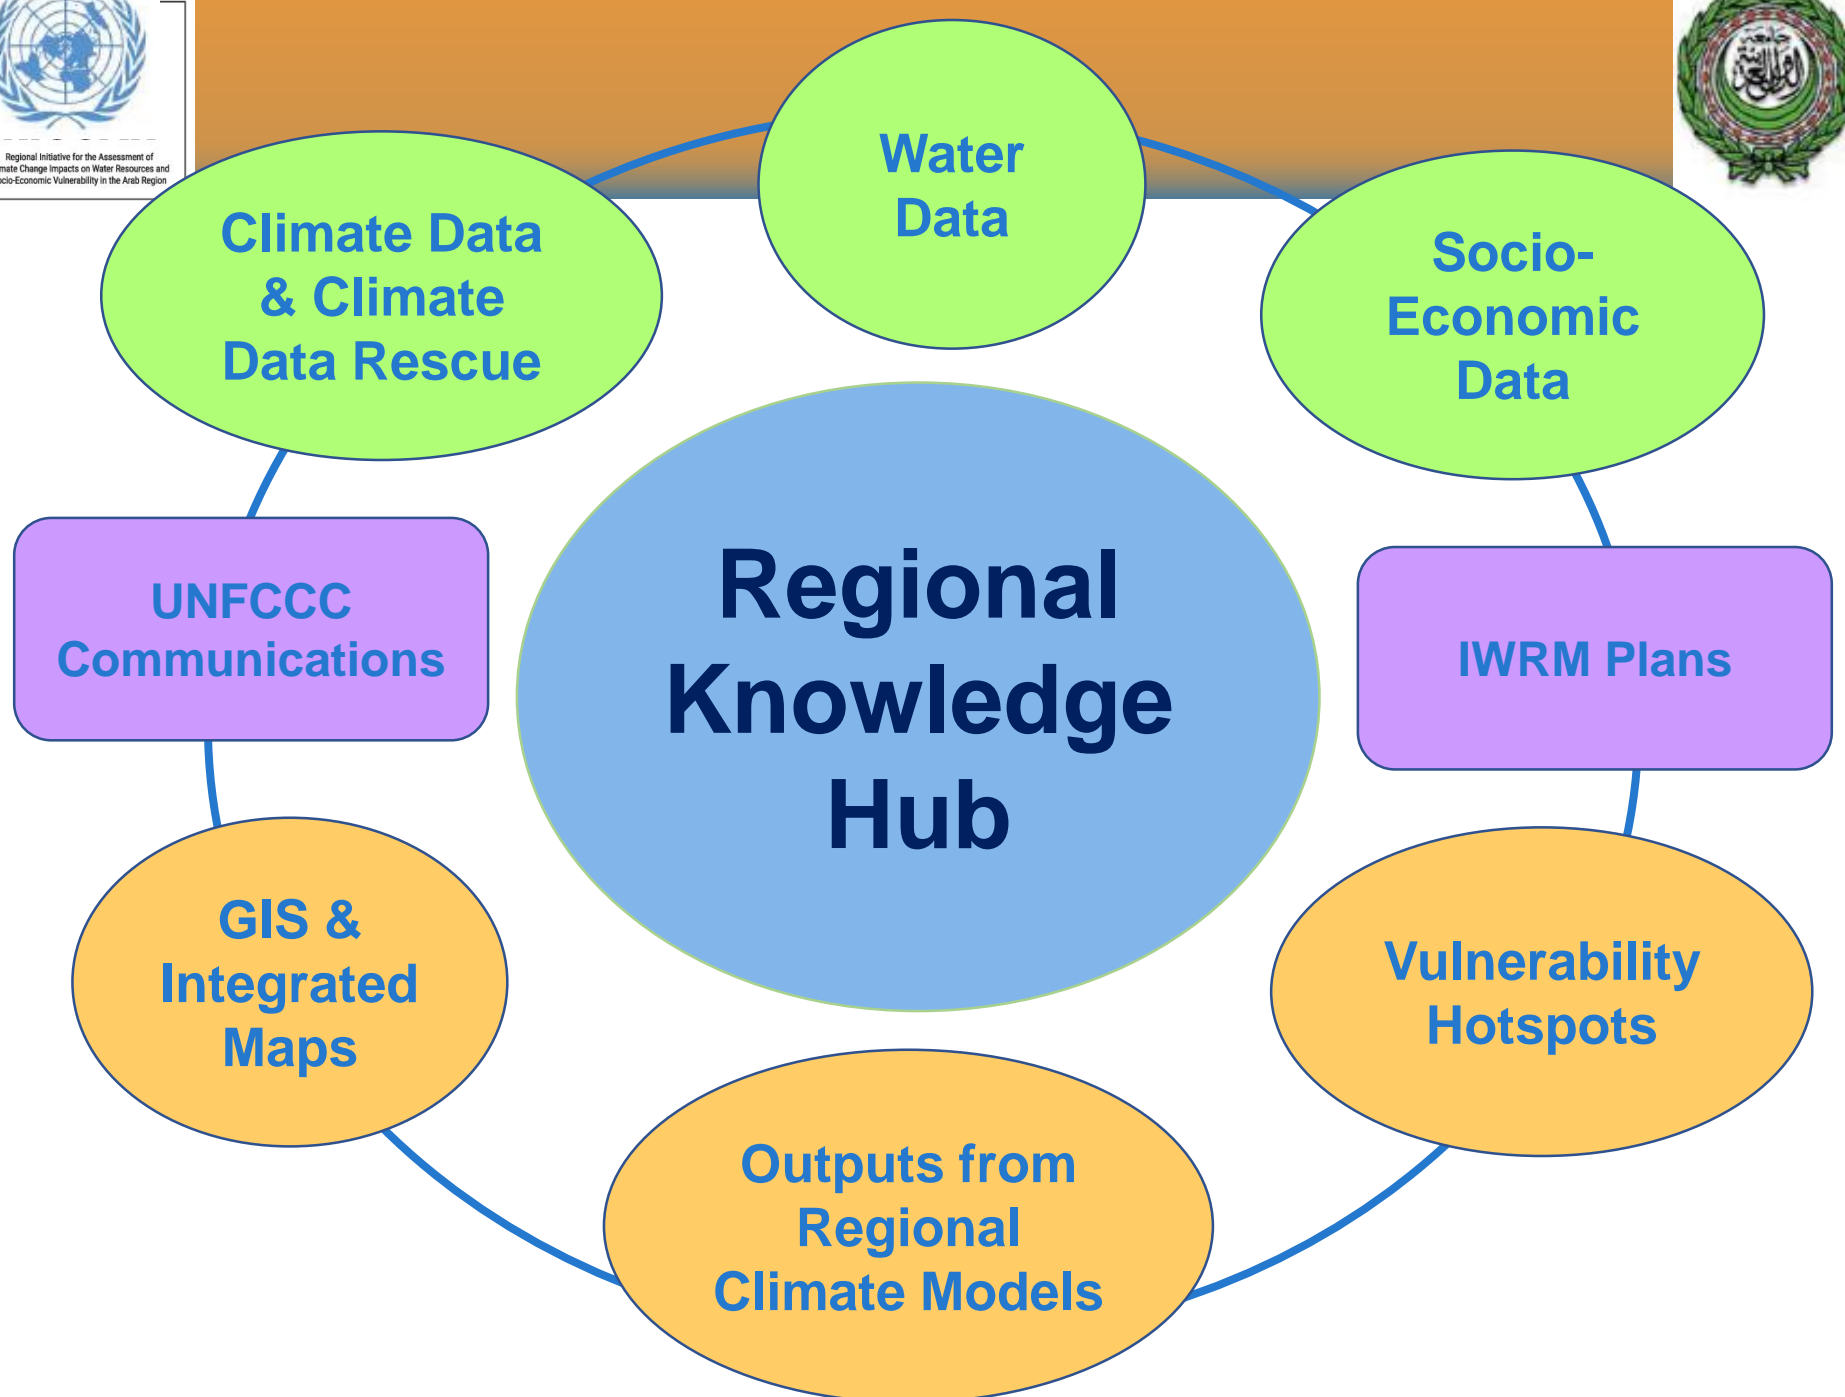 Regional Initiative for the Assessment of
mate Change Impacts on Water Resources and
ocio-Economic Vulnerability in the Arab Region
Water
Data
Climate Data
& Climate
Data Rescue
Socio-
Economic
Data
UNFCCC
Communications
Regional
Knowledge
Hub
IWRM Plans
GIS &
Integrated
Maps
Vulnerability
Hotspots
Outputs from
Regional
Climate Models